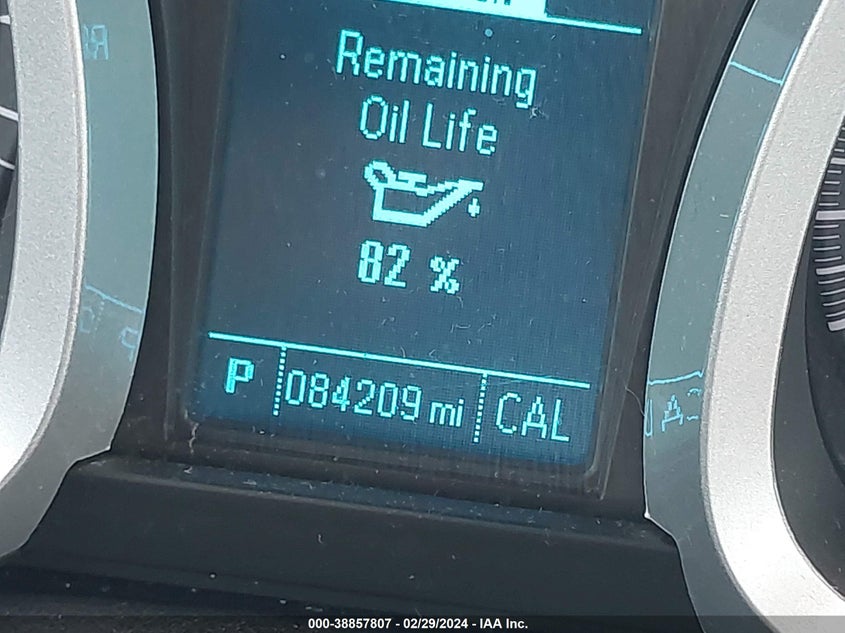 Remaining
Oil Life
82 %
P 084209 mi CAL
000-38857807 - 02/29/2024 - IAA Inc.